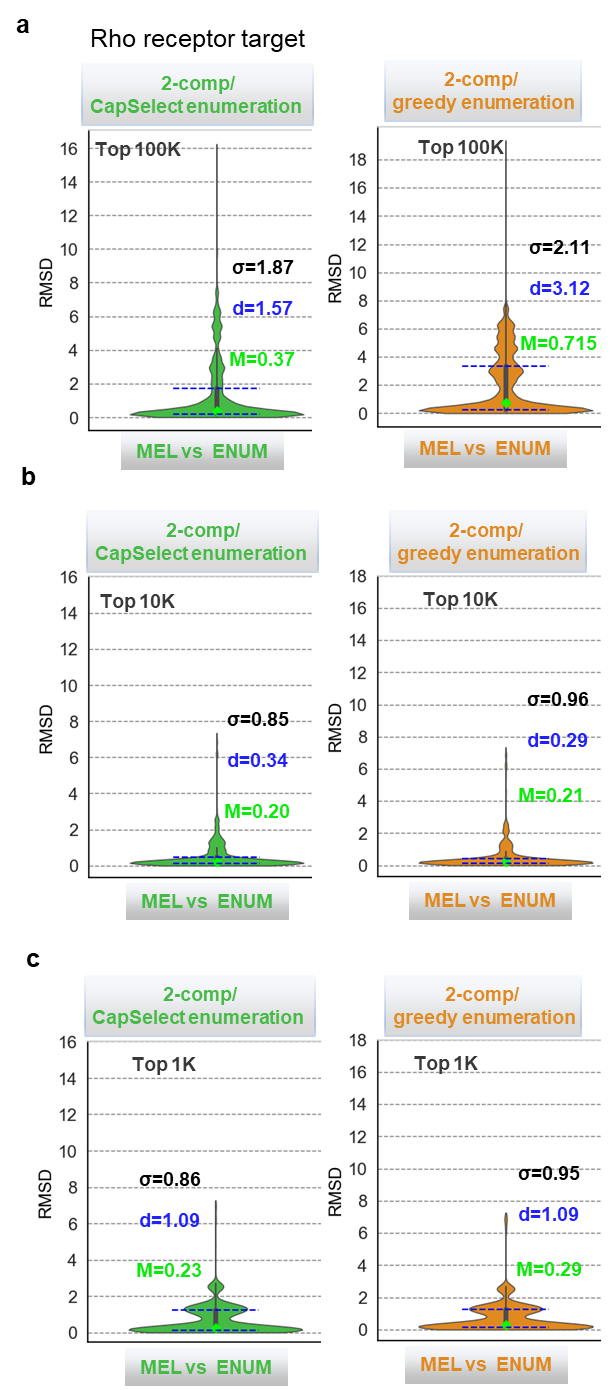 a
Rho receptor target
2-comp/
CapSelect enumeration
2-comp/
greedy enumeration
Top 100K
RMSD
16
14
12
10
8
6
4
2
0
σ=1.87
d=1.57
M=0.37
MEL vs ENUM
Top 100K
RMSD
18
16
14
12
10
8
6
4
2
0
σ=2.11
d=3.12
M=0.715
MEL vs ENUM
b
2-comp/
CapSelect enumeration
2-comp/
greedy enumeration
Top 10K
RMSD
16
14
12
10
8
6
4
2
0
σ=0.85
d=0.34
M=0.20
MEL vs ENUM
Top 10K
RMSD
18
16
14
12
10
8
6
4
2
0
σ=0.96
d=0.29
M=0.21
MEL vs ENUM
c
2-comp/
CapSelect enumeration
2-comp/
greedy enumeration
Top 1K
RMSD
16
14
12
10
8
6
4
2
0
σ=0.86
d=1.09
M=0.23
MEL vs ENUM
Top 1K
RMSD
18
16
14
12
10
8
6
4
2
0
σ=0.95
d=1.09
M=0.29
MEL vs ENUM